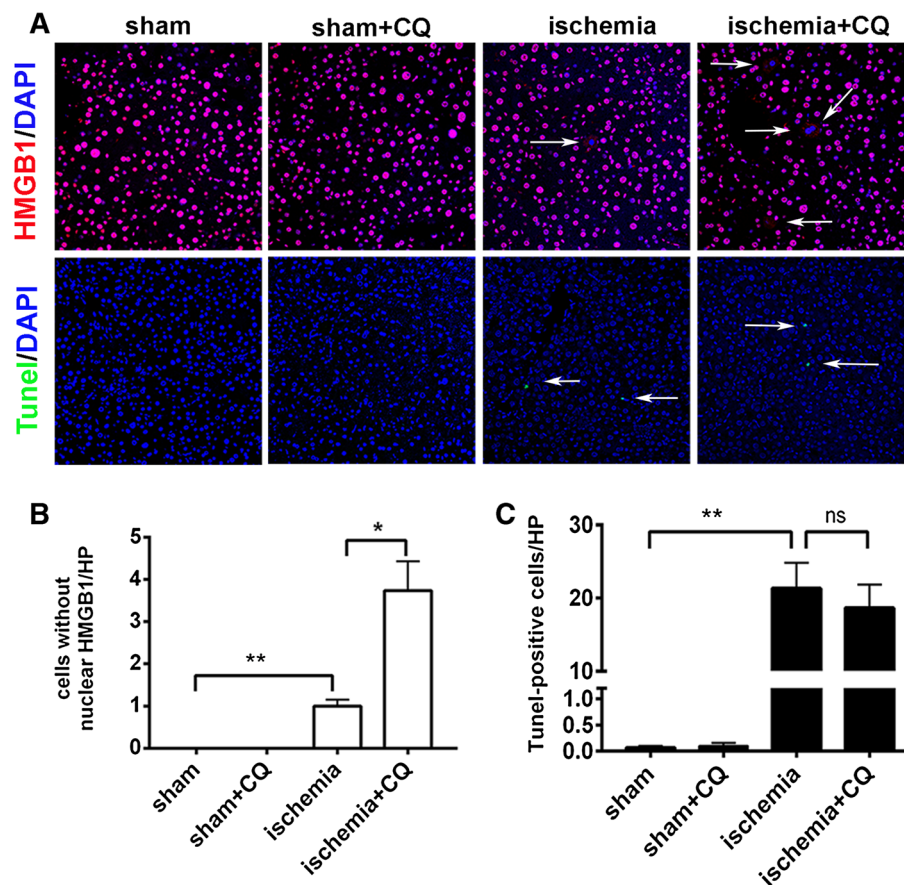 A
sham
sham+CQ
ischemia
ischemia+CQ
HMGB1/DAPI
Tunel/DAPI
B
cells without
nuclear HMGB1/HP
5
4
3
2
1
0
**
*
sham
sham+CQ
ischemia
ischemia+CQ
C
Tunel-positive cells/HP
30
20
10
1.0
0.5
0.0
**
ns
sham
sham+CQ
ischemia
ischemia+CQ